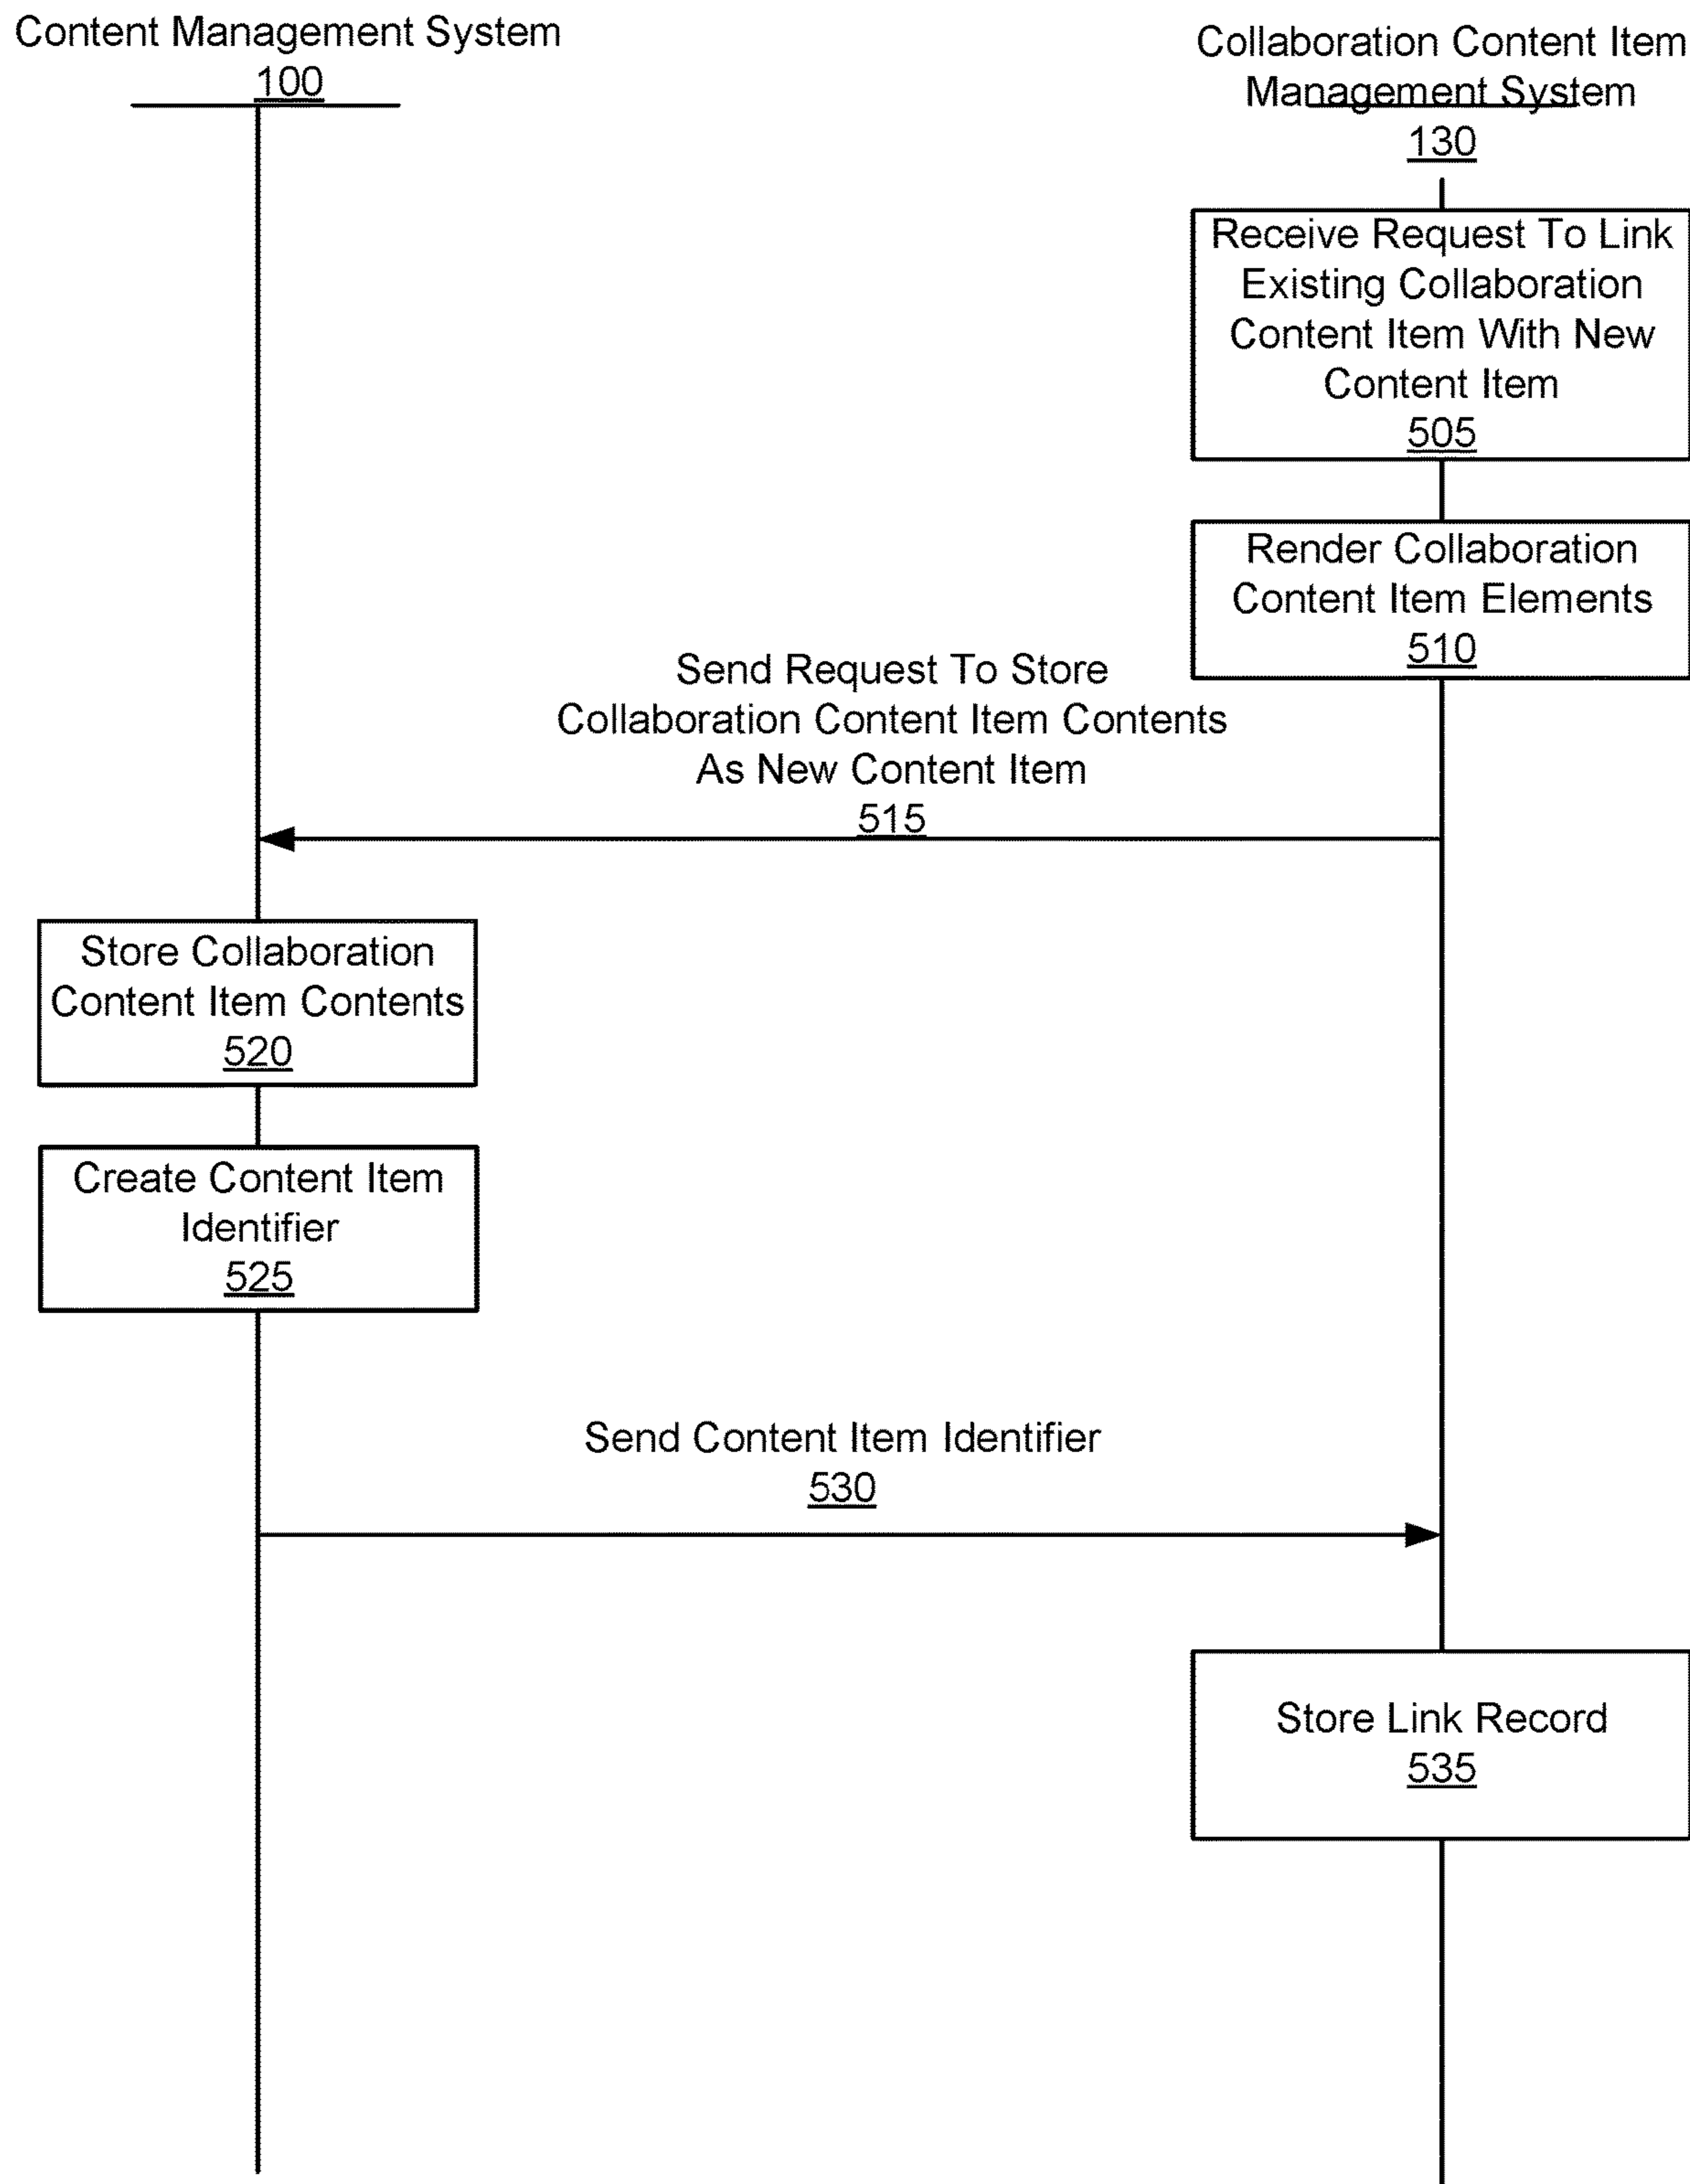 Content Management System
100
Collaboration Content Item
Management System
130
Receive Request To Link
Existing Collaboration
Content Item With New
Content Item
505
Render Collaboration
Content Item Elements
510
Send Request To Store
Collaboration Content Item Contents
As New Content Item
515
Store Collaboration
Content Item Contents
520
Create Content Item
Identifier
525
Send Content Item Identifier
530
Store Link Record
535